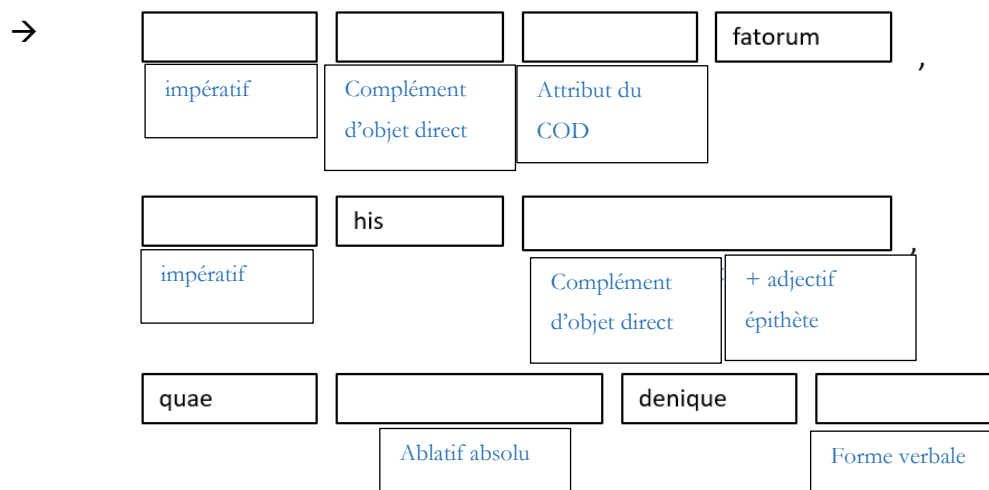 → fatorum ,
impératif Complément d'objet direct Attribut du COD
his ,
impératif Complément d'objet direct : + adjectif épithète
quae denique
Ablatif absolu Forme verbale